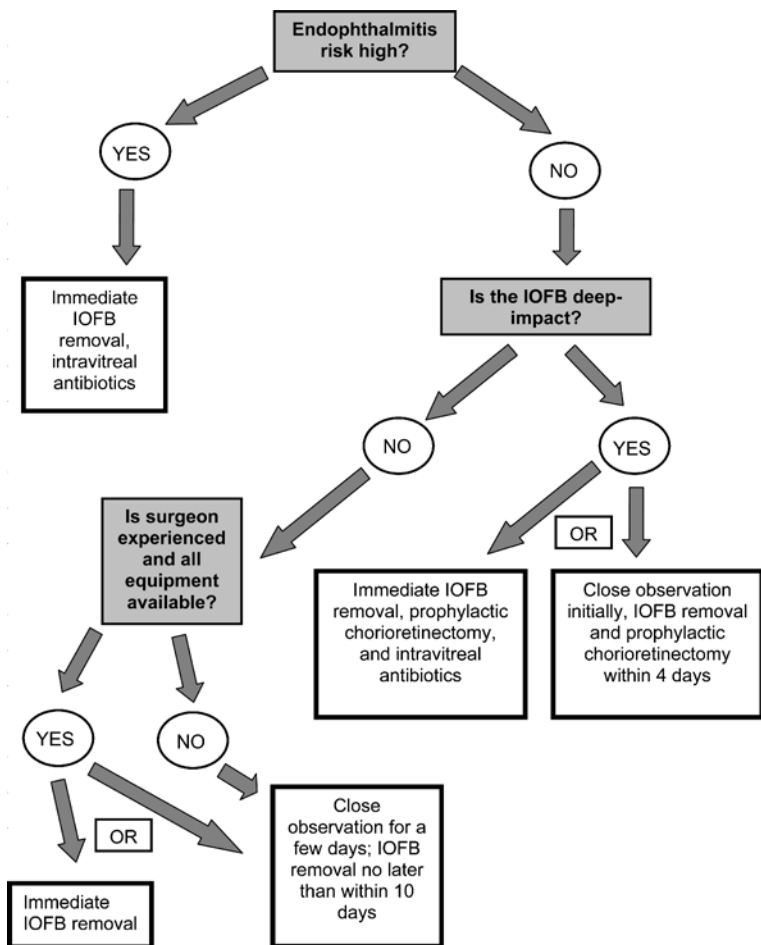 Endophthalmitis
risk high?
YES
NO
Immediate
IOFB
removal,
intravitreal
antibiotics
Is the IOFB deep-
impact?
NO
YES
Is surgeon
experienced
and all
equipment
available?
OR
Immediate IOFB
removal, prophylactic
chorioretinectomy,
and intravitreal
antibiotics
Close observation
initially, IOFB removal
and prophylactic
chorioretinectomy
within 4 days
YES
NO
OR
Close
observation for a
few days; IOFB
removal no later
than within 10
days
Immediate
IOFB removal